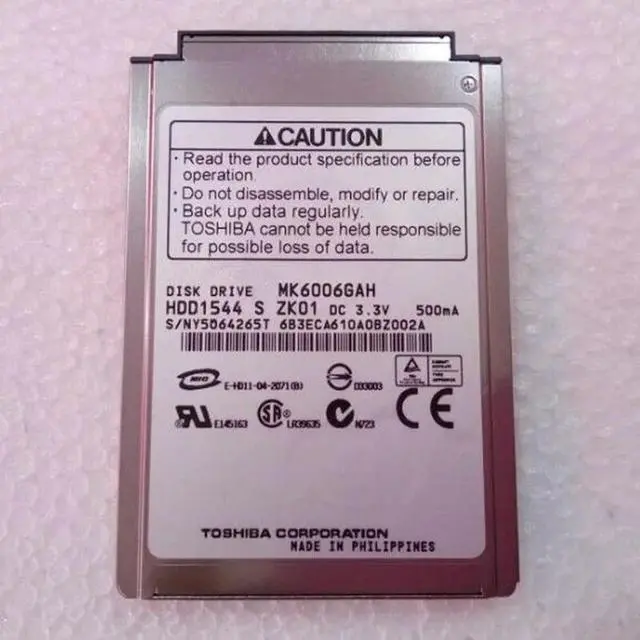 ⚠CAUTION
· Read the product specification before
operation.
· Do not disassemble, modify or repair.
· Back up data regularly.
TOSHIBA cannot be held responsible
for possible loss of data.
DISK DRIVE MK6006GAH
HDD1544 S ZK01 DC 3.3V 500mA
S/NY5064265T 6B3ECA610A0BZ002A
MIC E-HD11-04-2071(B) D33003
E145163 LR39635 N723 CE
TOSHIBA CORPORATION
MADE IN PHILIPPINES